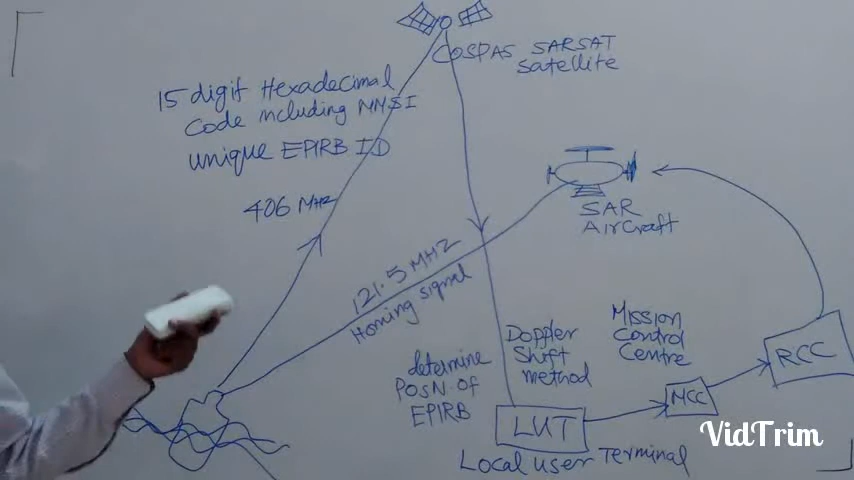 COSPAS SARSAT
Satellite
15 digit Hexadecimal
Code including MMSI
unique EPIRB ID
406 MHz
SAR
AirCraft
121.5 MHZ
Homing signal
determine
POSN. OF
EPIRB
Doppler
Shift
method
Mission
Control
Centre
MCC
RCC
LUT
Local user Terminal
VidTrim